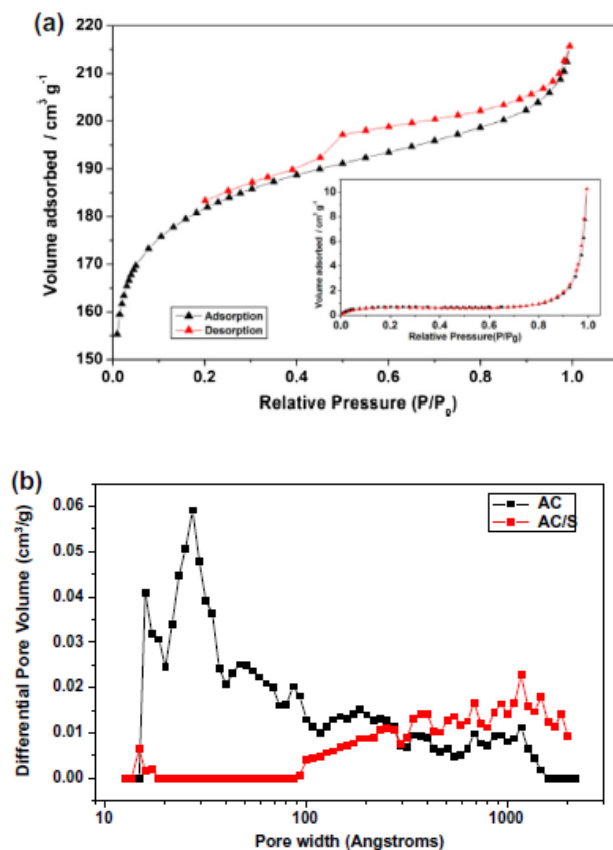 (a)
220
210
200
190
180
170
160
150
Volume adsorbed / cm³ g⁻¹
0.0 0.2 0.4 0.6 0.8 1.0
Relative Pressure (P/P₀)
Adsorption
Desorption
10
8
6
4
2
0
Volume adsorbed / cm³ g⁻¹
0.0 0.2 0.4 0.6 0.8 1.0
Relative Pressure(P/P₀)
(b)
0.06
0.05
0.04
0.03
0.02
0.01
0.00
Differential Pore Volume (cm³/g)
AC
AC/S
10 100 1000
Pore width (Angstroms)